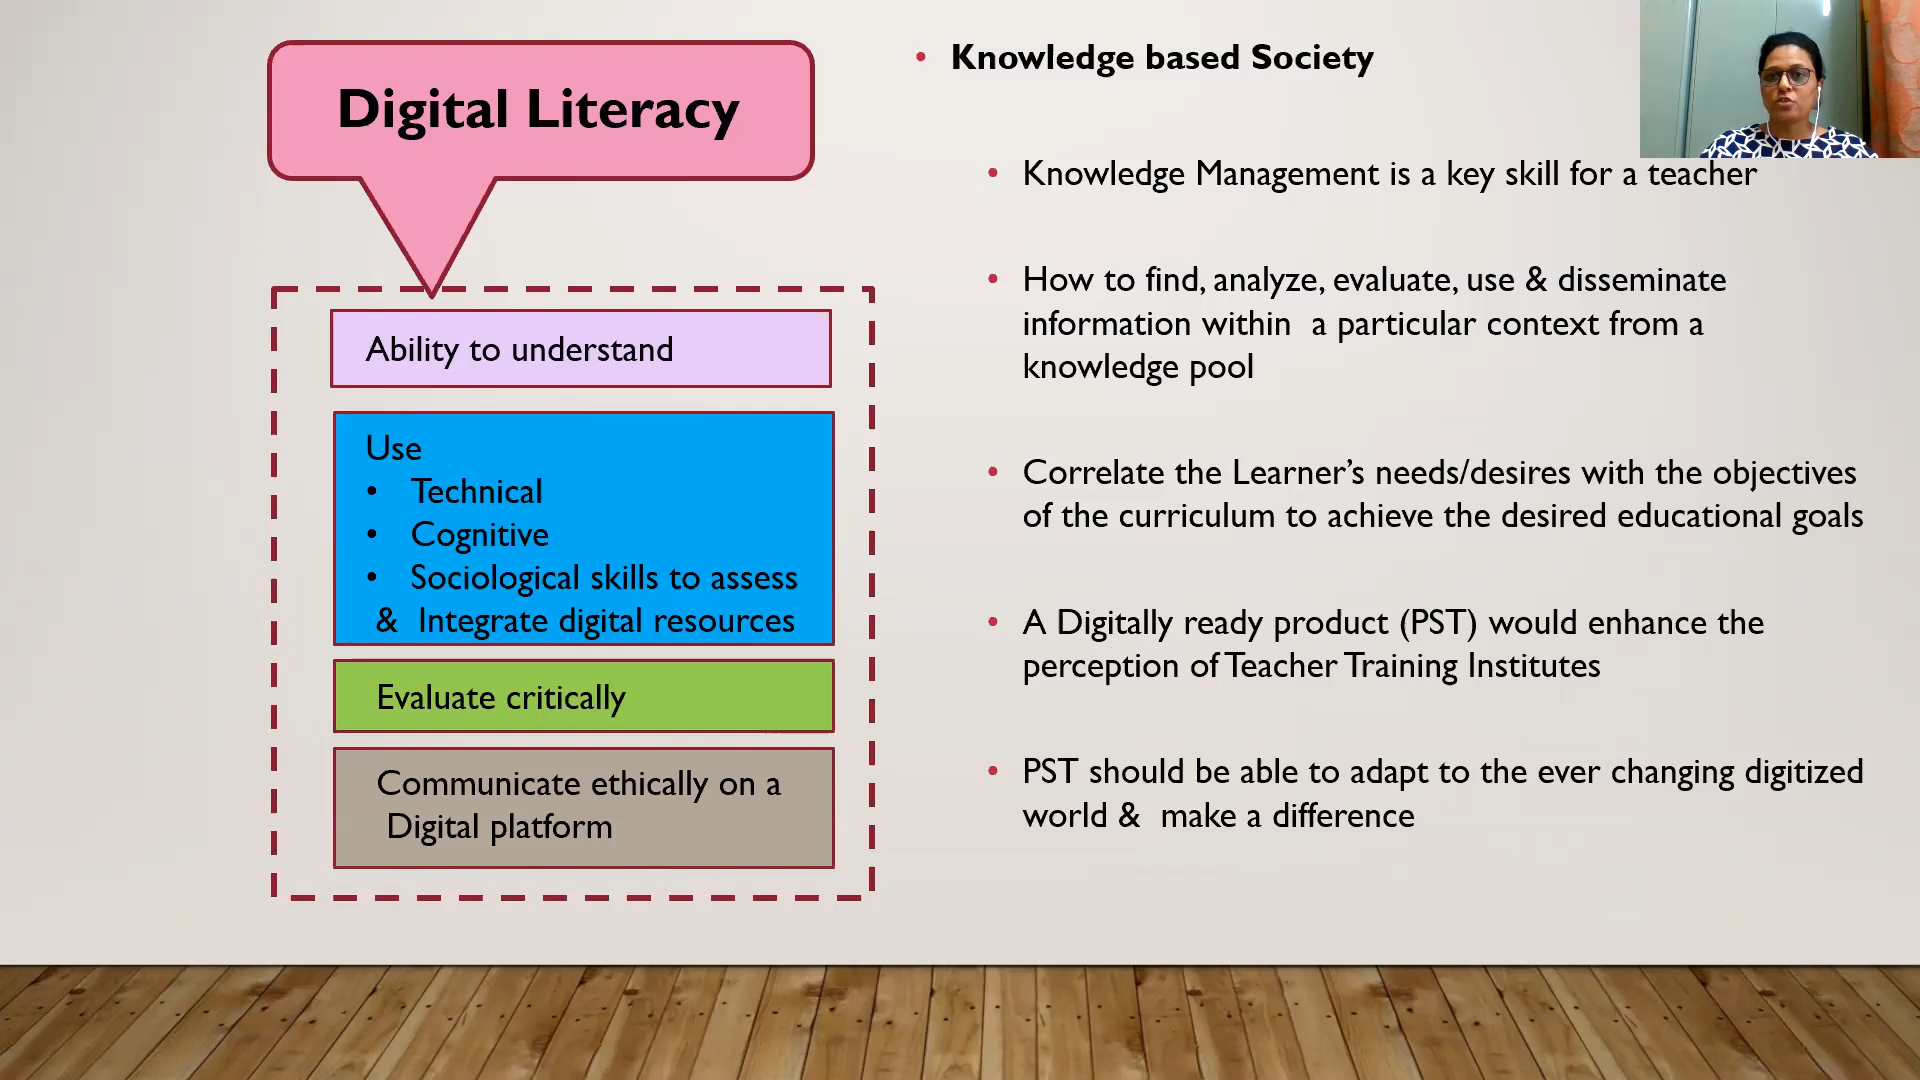 Digital Literacy
Ability to understand
Use
• Technical
• Cognitive
• Sociological skills to assess
& Integrate digital resources
Evaluate critically
Communicate ethically on a
Digital platform
• Knowledge based Society
• Knowledge Management is a key skill for a teacher
• How to find, analyze, evaluate, use & disseminate
information within a particular context from a
knowledge pool
• Correlate the Learner’s needs/desires with the objectives
of the curriculum to achieve the desired educational goals
• A Digitally ready product (PST) would enhance the
perception of Teacher Training Institutes
• PST should be able to adapt to the ever changing digitized
world & make a difference